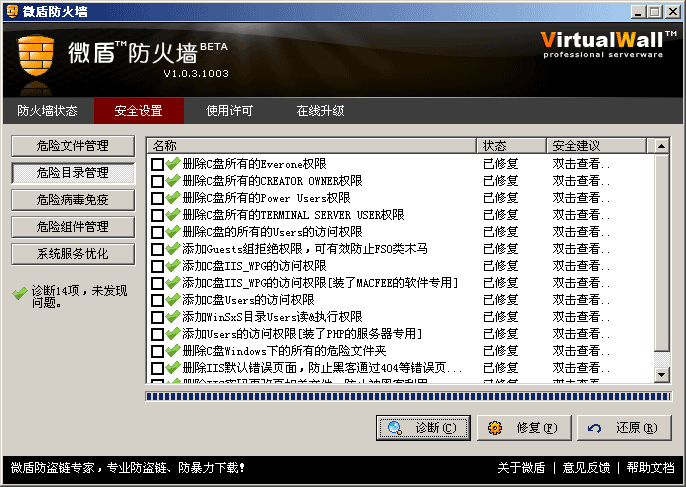 微盾防火墙
微盾™防火墙BETA
V1.0.3.1003
VirtualWall™
professional serverware
防火墙状态 安全设置 使用许可 在线升级
危险文件管理
危险目录管理
危险病毒免疫
危险组件管理
系统服务优化
诊断14项，未发现
问题。
名称 状态 安全建议
删除C盘所有的Everone权限 已修复 双击查看..
删除C盘所有的CREATOR OWNER权限 已修复 双击查看..
删除C盘所有的Power Users权限 已修复 双击查看..
删除C盘所有的TERMINAL SERVER USER权限 已修复 双击查看..
删除C盘的所有的Users的访问权限 已修复 双击查看..
添加Guests组拒绝权限，可有效防止FSO类木马 已修复 双击查看..
添加C盘IIS_WPG的访问权限 已修复 双击查看..
添加C盘IIS_WPG的访问权限[装了MACFEE的软件专用] 已修复 双击查看..
添加C盘Users的访问权限 已修复 双击查看..
添加WinSxS目录Users读&执行权限 已修复 双击查看..
添加Users的访问权限[装了PHP的服务器专用] 已修复 双击查看..
删除C盘Windows下的所有的危险文件夹 已修复 双击查看..
删除IIS默认错误页面，防止黑客通过404等错误页... 已修复 双击查看..
诊断(C) 修复(F) 还原(R)
微盾防盗链专家，专业防盗链、防暴力下载！ 关于微盾 | 意见反馈 | 帮助文档